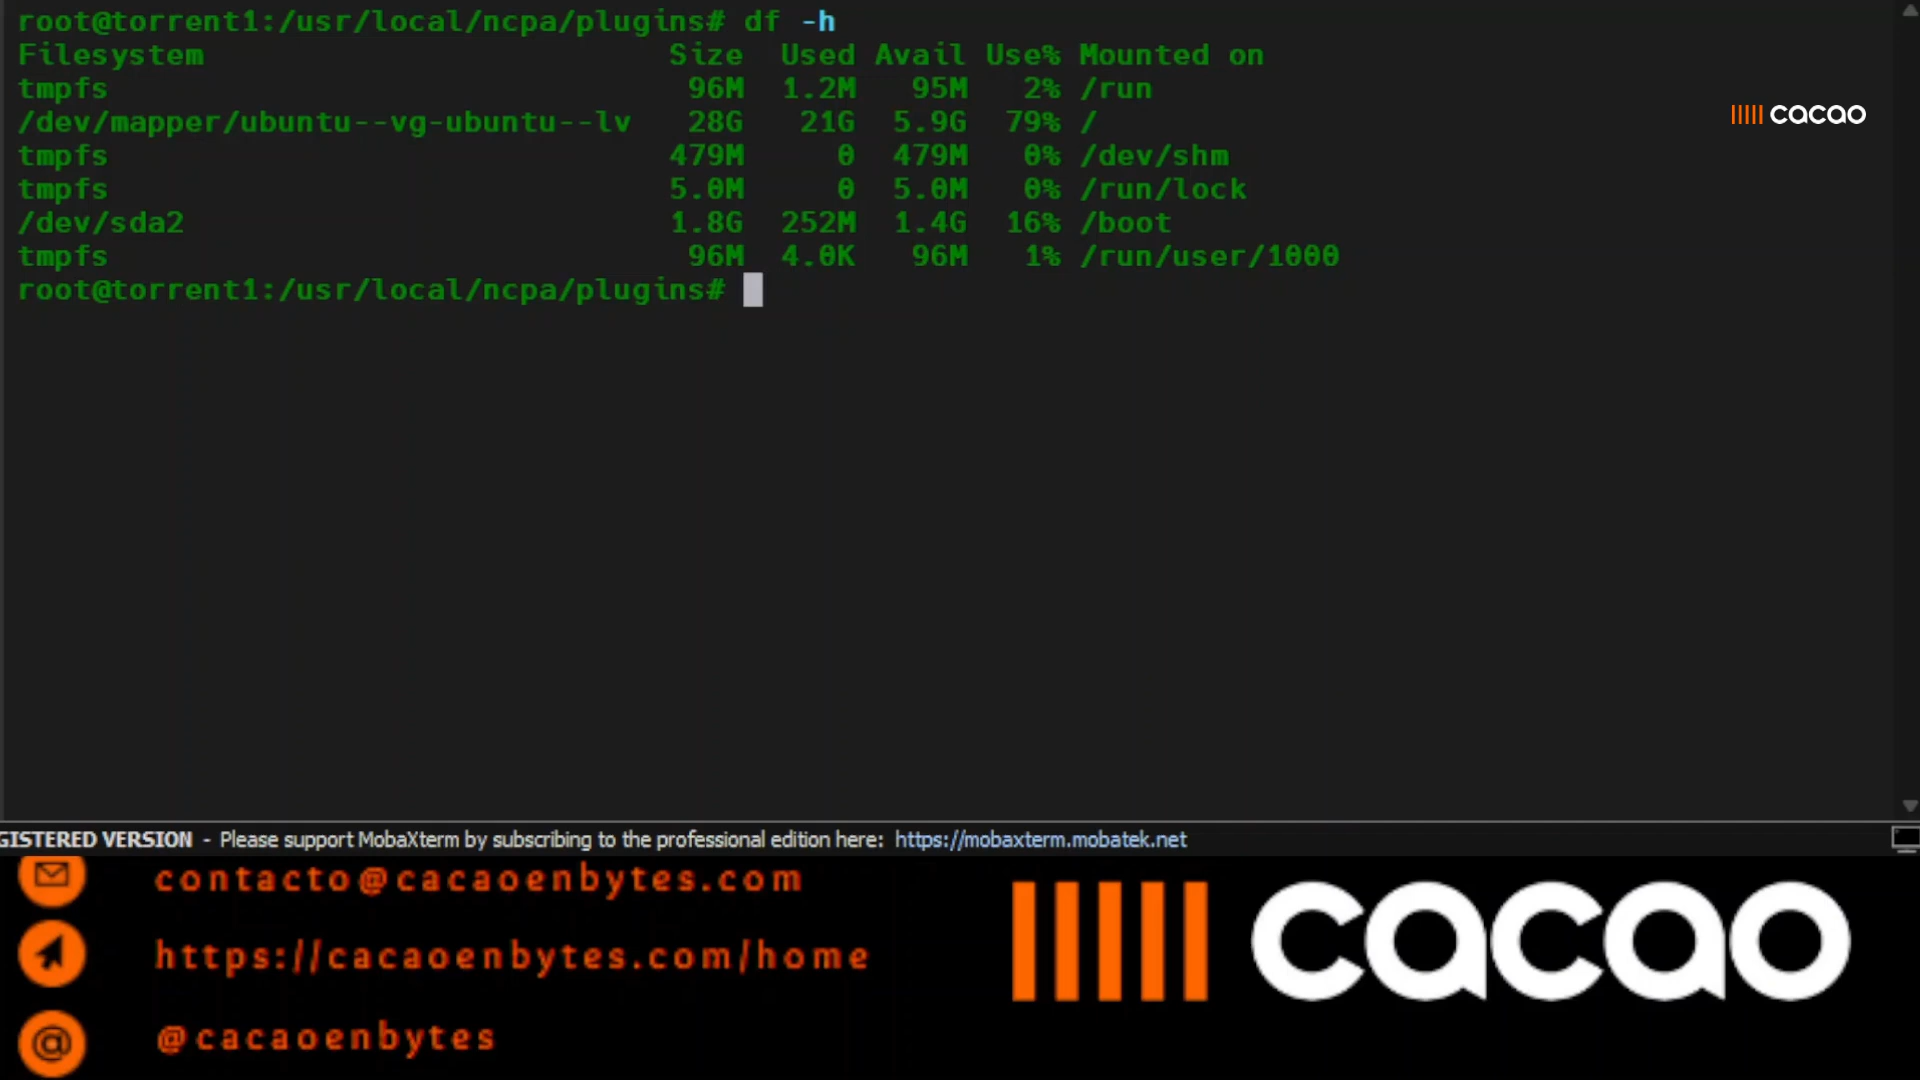 root@torrent1:/usr/local/ncpa/plugins# df -h
Filesystem Size Used Avail Use% Mounted on
tmpfs 96M 1.2M 95M 2% /run
/dev/mapper/ubuntu--vg-ubuntu--lv 28G 21G 5.9G 79% /
tmpfs 479M 0 479M 0% /dev/shm
tmpfs 5.0M 0 5.0M 0% /run/lock
/dev/sda2 1.8G 252M 1.4G 16% /boot
tmpfs 96M 4.0K 96M 1% /run/user/1000
root@torrent1:/usr/local/ncpa/plugins#
cacao
GISTERED VERSION - Please support MobaXterm by subscribing to the professional edition here: https://mobaxterm.mobatek.net
contacto@cacaoenbytes.com
https://cacaoenbytes.com/home
@cacaoenbytes
cacao